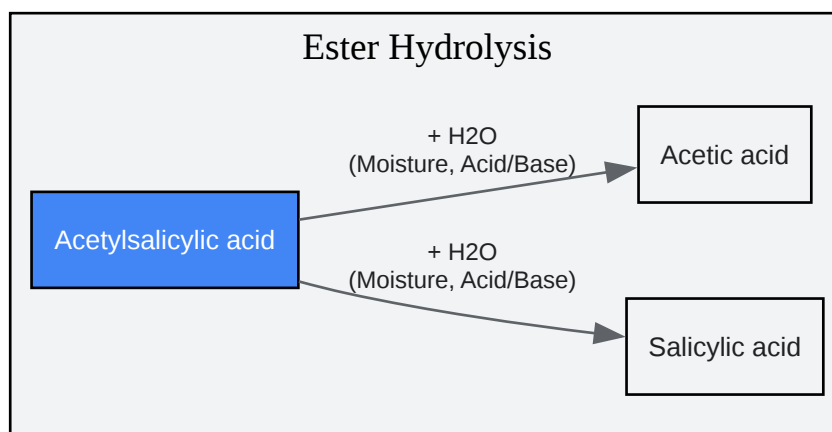 Ester Hydrolysis
+ H2O
(Moisture, Acid/Base)
Acetic acid
Acetylsalicylic acid
+ H2O
(Moisture, Acid/Base)
Salicylic acid